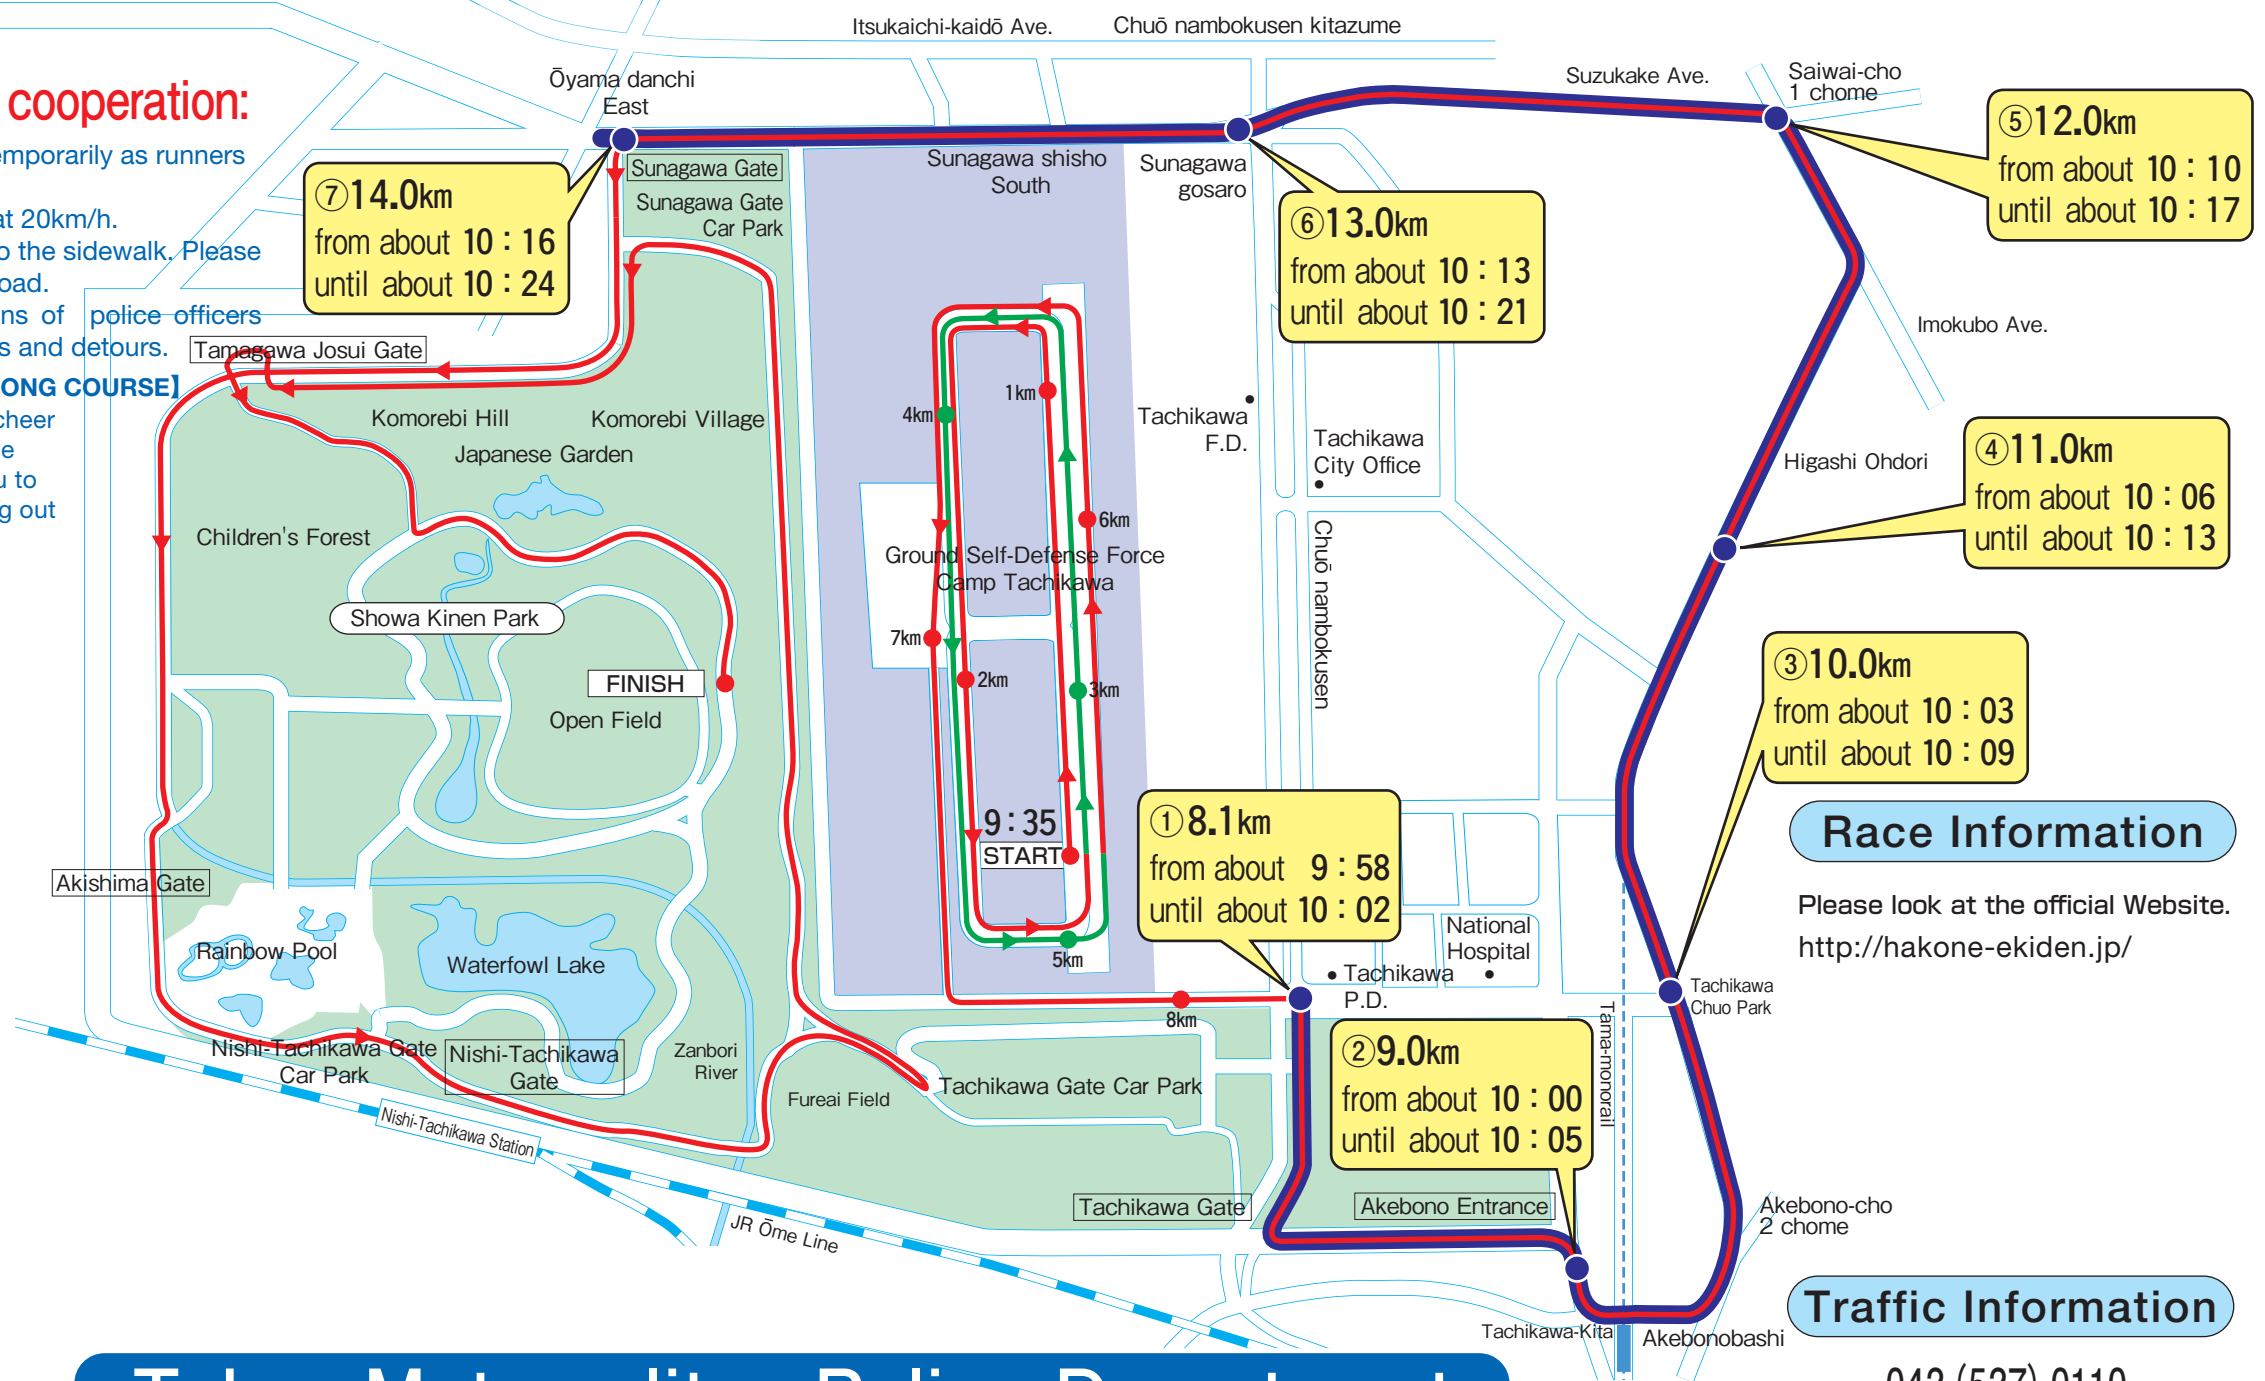 Itsukaichi-kaidō Ave.
Chuō nambokusen kitazume
Suzukake Ave.
Saiwai-cho
1 chome
Ōyama danchi
East
cooperation:
emporarily as runners
at 20km/h.
o the sidewalk. Please
oad.
ns of police officers
s and detours.
ONG COURSE】
cheer
e
u to
g out
⑦14.0km
from about 10：16
until about 10：24
Sunagawa Gate
Sunagawa Gate
Car Park
Sunagawa shisho
South
Sunagawa
gosaro
⑥13.0km
from about 10：13
until about 10：21
⑤12.0km
from about 10：10
until about 10：17
Imokubo Ave.
Higashi Ohdori
④11.0km
from about 10：06
until about 10：13
③10.0km
from about 10：03
until about 10：09
Tamagawa Josui Gate
Komorebi Hill
Komorebi Village
Japanese Garden
Children's Forest
Showa Kinen Park
FINISH
Open Field
1km
4km
6km
Ground Self-Defense Force
Camp Tachikawa
7km
2km
3km
9：35
START
5km
8km
Tachikawa
F.D.
Tachikawa
City Office
Chuō nambokusen
①8.1km
from about 9：58
until about 10：02
National
Hospital
Tachikawa
P.D.
②9.0km
from about 10：00
until about 10：05
Tama-monorail
Tachikawa
Chuo Park
Race Information
Please look at the official Website.
http://hakone-ekiden.jp/
Akishima Gate
Rainbow Pool
Waterfowl Lake
Nishi-Tachikawa Gate
Car Park
Nishi-Tachikawa
Gate
Zanbori
River
Fureai Field
Tachikawa Gate Car Park
Nishi-Tachikawa Station
JR Ōme Line
Tachikawa Gate
Akebono Entrance
Akebono-cho
2 chome
Tachikawa-Kita
Akebonobashi
Traffic Information
042 (527) 0110
Tokyo Metropolitan Police Department